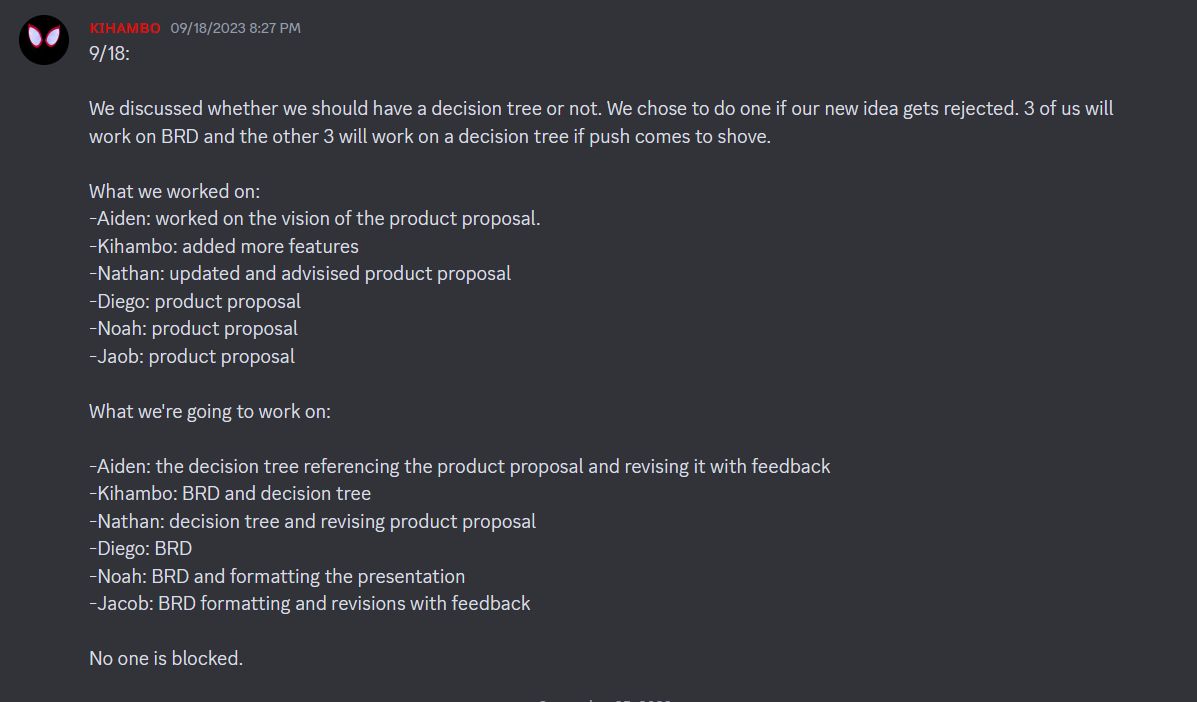 KIHAMBO 09/18/2023 8:27 PM
9/18:
We discussed whether we should have a decision tree or not. We chose to do one if our new idea gets rejected. 3 of us will
work on BRD and the other 3 will work on a decision tree if push comes to shove.
What we worked on:
-Aiden: worked on the vision of the product proposal.
-Kihambo: added more features
-Nathan: updated and advisised product proposal
-Diego: product proposal
-Noah: product proposal
-Jaob: product proposal
What we're going to work on:
-Aiden: the decision tree referencing the product proposal and revising it with feedback
-Kihambo: BRD and decision tree
-Nathan: decision tree and revising product proposal
-Diego: BRD
-Noah: BRD and formatting the presentation
-Jacob: BRD formatting and revisions with feedback
No one is blocked.